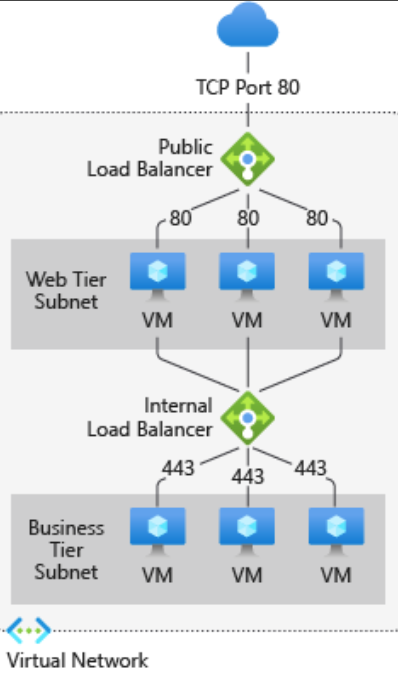 TCP Port 80
Public
Load Balancer
80 80 80
Web Tier
Subnet
VM VM VM
Internal
Load Balancer
443 443 443
Business
Tier
Subnet
VM VM VM
Virtual Network